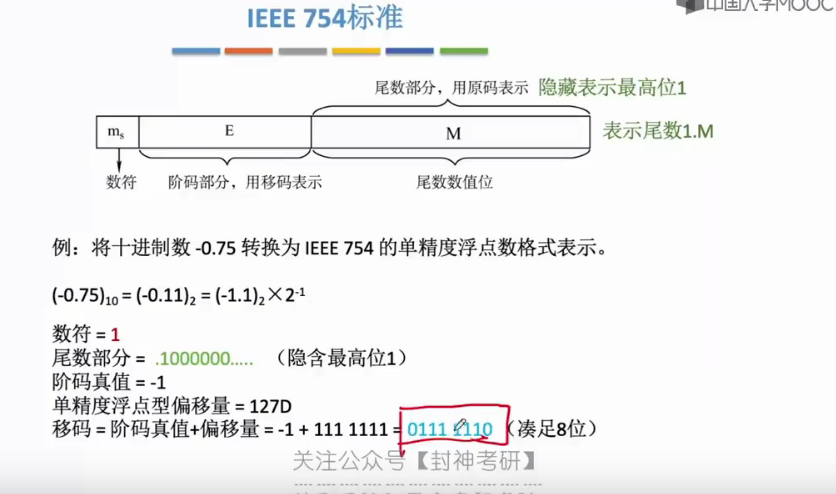 中国大学MOOC
IEEE 754标准
尾数部分，用原码表示 隐藏表示最高位1
mₛ E M 表示尾数1.M
数符 阶码部分，用移码表示 尾数数值位
例：将十进制数 -0.75 转换为 IEEE 754 的单精度浮点数格式表示。
(-0.75)₁₀ = (-0.11)₂ = (-1.1)₂×2⁻¹
数符 = 1
尾数部分 = .1000000..... （隐含最高位1）
阶码真值 = -1
单精度浮点型偏移量 = 127D
移码 = 阶码真值+偏移量 = -1 + 111 1111 = 0111 1110（凑足8位）
关注公众号【封神考研】